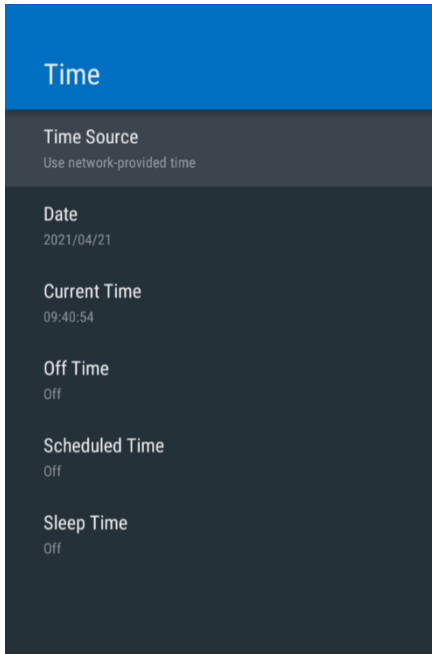 Time
Time Source
Use network-provided time
Date
2021/04/21
Current Time
09:40:54
Off Time
Off
Scheduled Time
Off
Sleep Time
Off